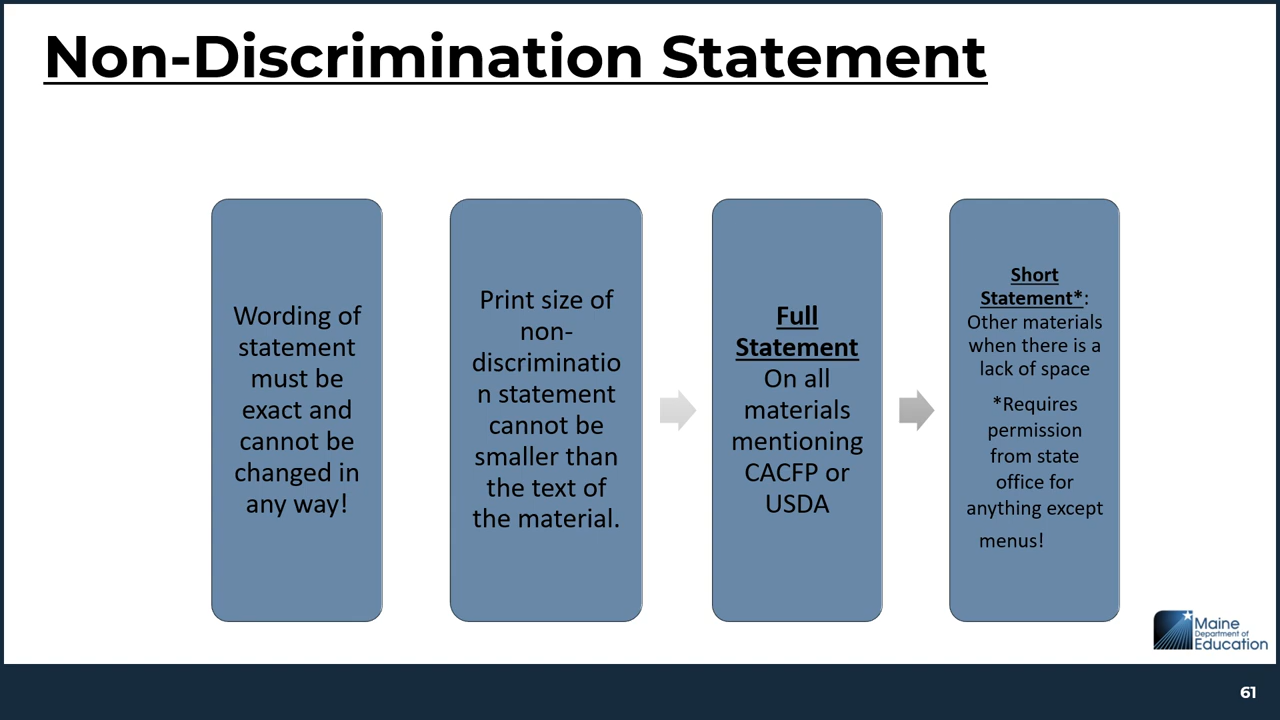 Non-Discrimination Statement
Wording of
statement
must be
exact and
cannot be
changed in
any way!
Print size of
non-
discriminatio
n statement
cannot be
smaller than
the text of
the material.
Full
Statement
On all
materials
mentioning
CACFP or
USDA
Short
Statement*:
Other materials
when there is a
lack of space
*Requires
permission
from state
office for
anything except
menus!
Maine
Department of
Education
61